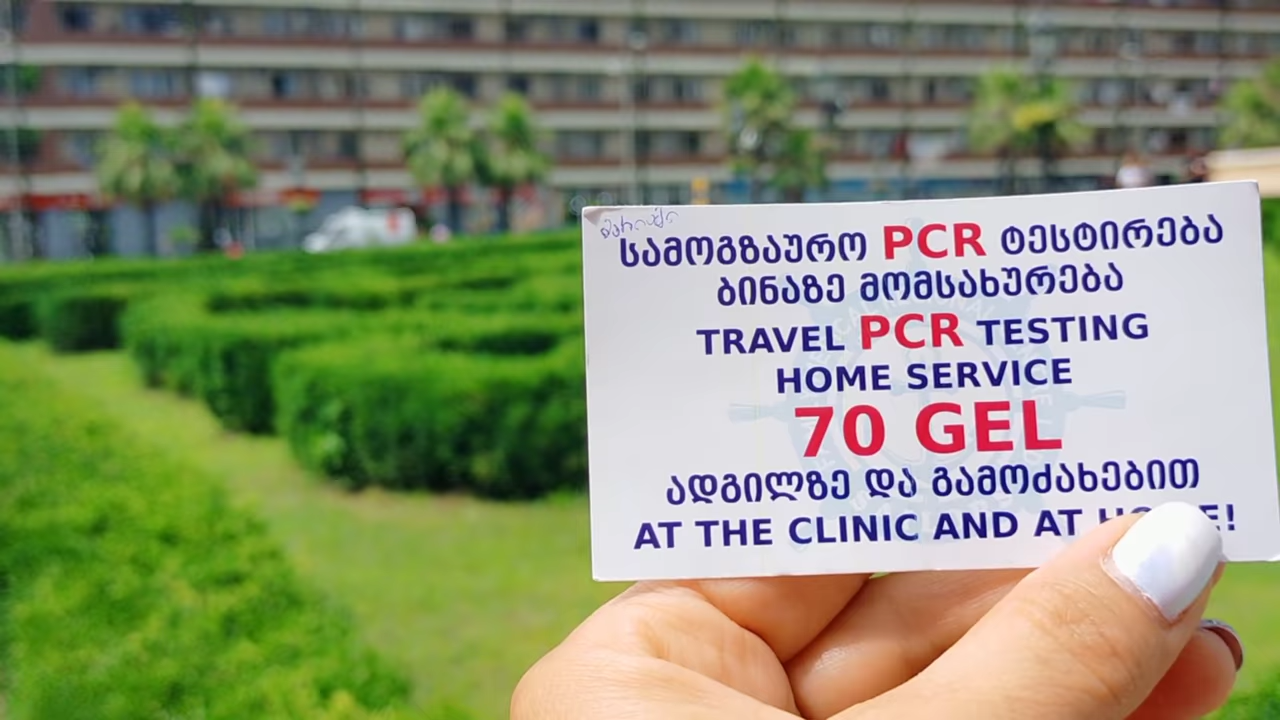 სამოგზაურო PCR ტესტირება
ბინაზე მომსახურება
TRAVEL PCR TESTING
HOME SERVICE
70 GEL
ადგილზე და გამოძახებით
AT THE CLINIC AND AT